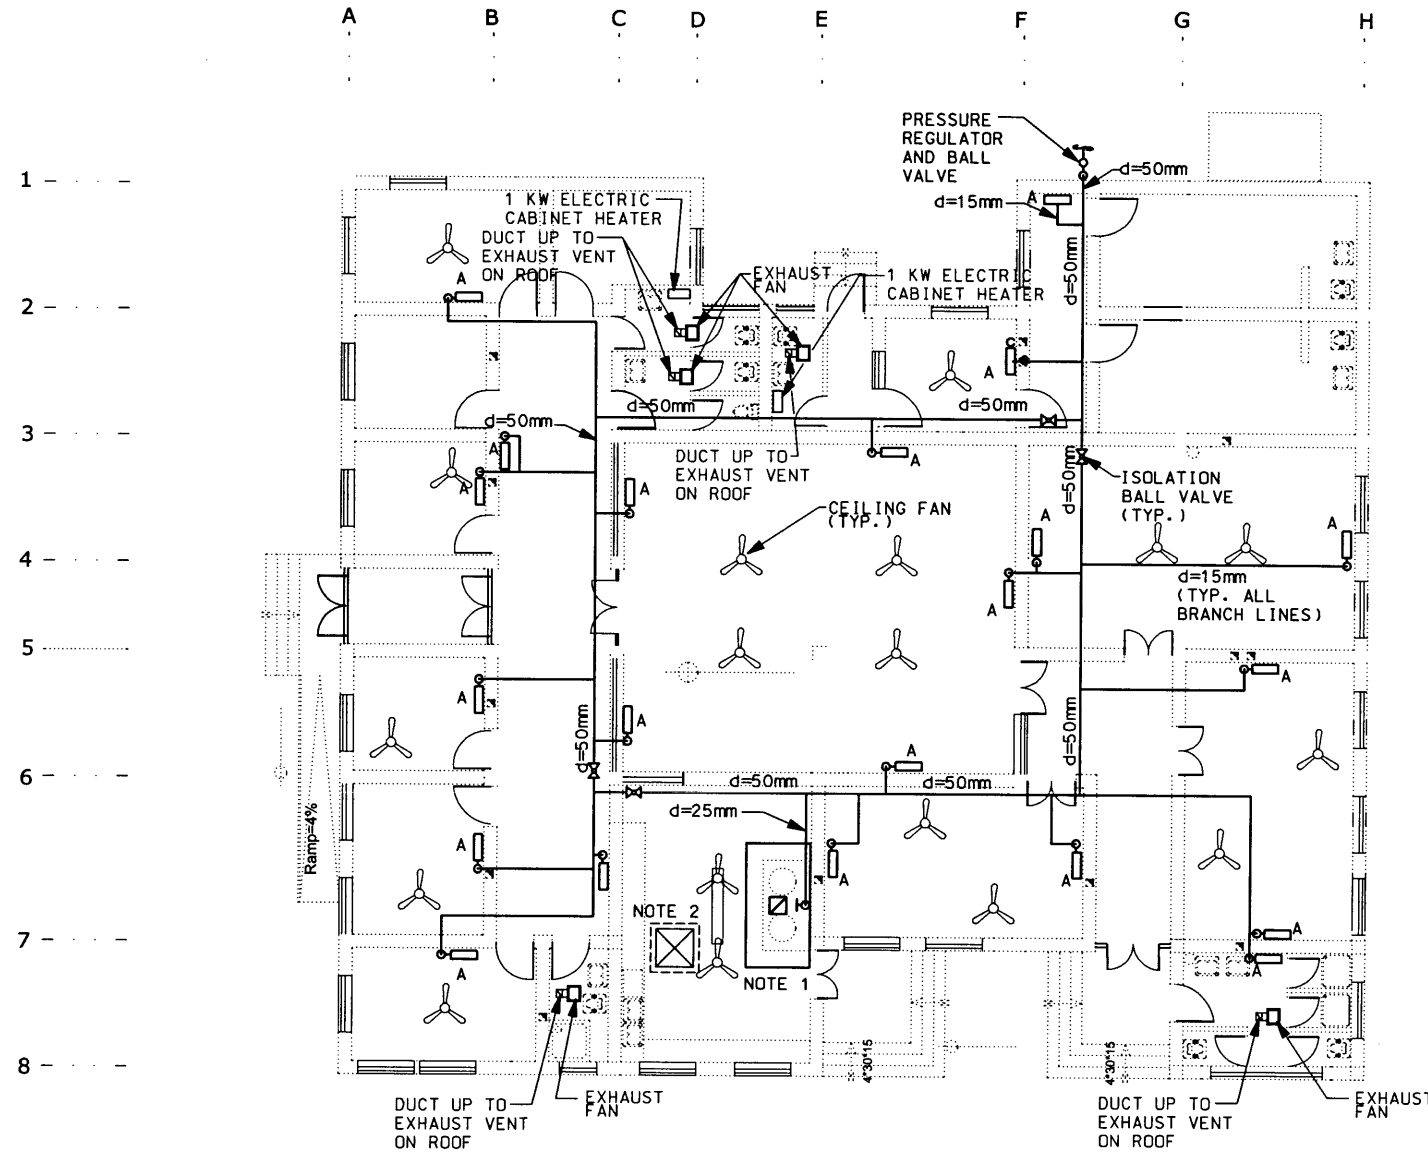 A B C D E F G H
PRESSURE
REGULATOR
AND BALL
VALVE
d=50mm
1
1 KW ELECTRIC
CABINET HEATER
A
d=15mm
DUCT UP TO
EXHAUST VENT
ON ROOF
EXHAUST
FAN
1 KW ELECTRIC
CABINET HEATER
d=50mm
A
2
C
A
d=50mm
d=50mm
d=50mm
3
A
A
DUCT UP TO
EXHAUST VENT
ON ROOF
d=50mm
ISOLATION
BALL VALVE
(TYP.)
A
A
CEILING FAN
(TYP.)
A
A
4
d=15mm
(TYP. ALL
BRANCH LINES)
A
5
A
A
A
d=50mm
d=50mm
A
6
d=50mm
d=50mm
d=25mm
Ramp=4%
A
A
A
NOTE 2
A
7
A
A
NOTE 1
4*30*15
4*30*15
8
DUCT UP TO
EXHAUST VENT
ON ROOF
EXHAUST
FAN
DUCT UP TO
EXHAUST VENT
ON ROOF
EXHAUST
FAN